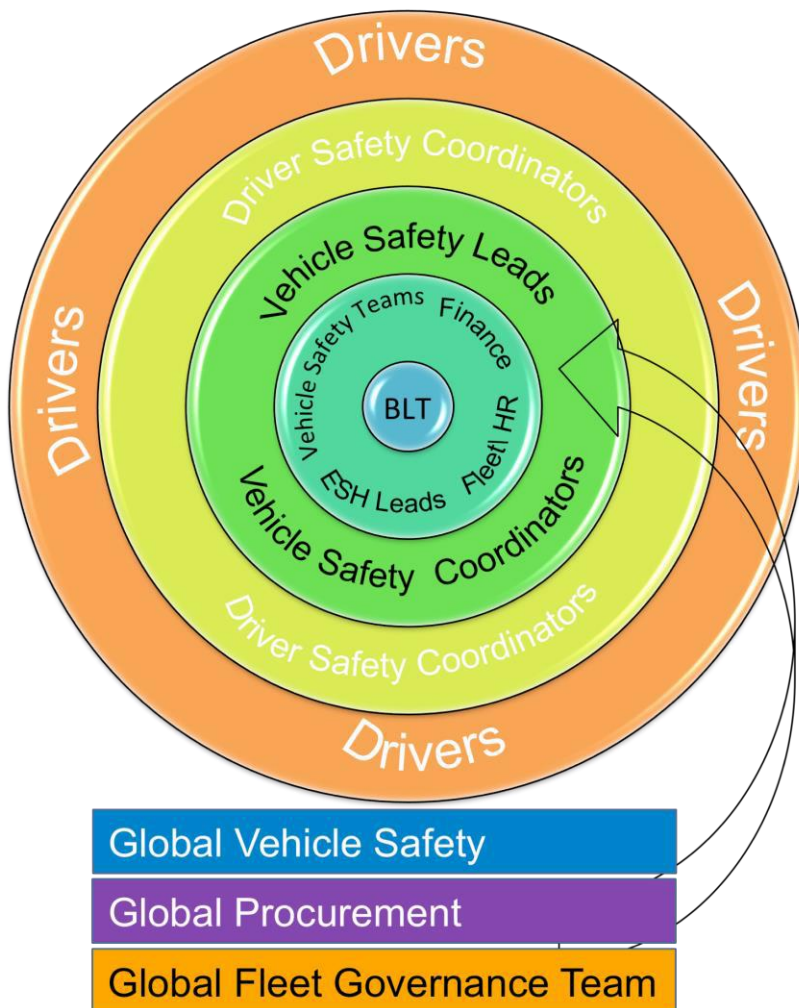 Drivers
Driver Safety Coordinators
Vehicle Safety Leads
Vehicle Safety Teams
Finance
Drivers
BLT
Drivers
ESH Leads
Fleet\ HR
Vehicle Safety Coordinators
Driver Safety Coordinators
Drivers
Global Vehicle Safety
Global Procurement
Global Fleet Governance Team